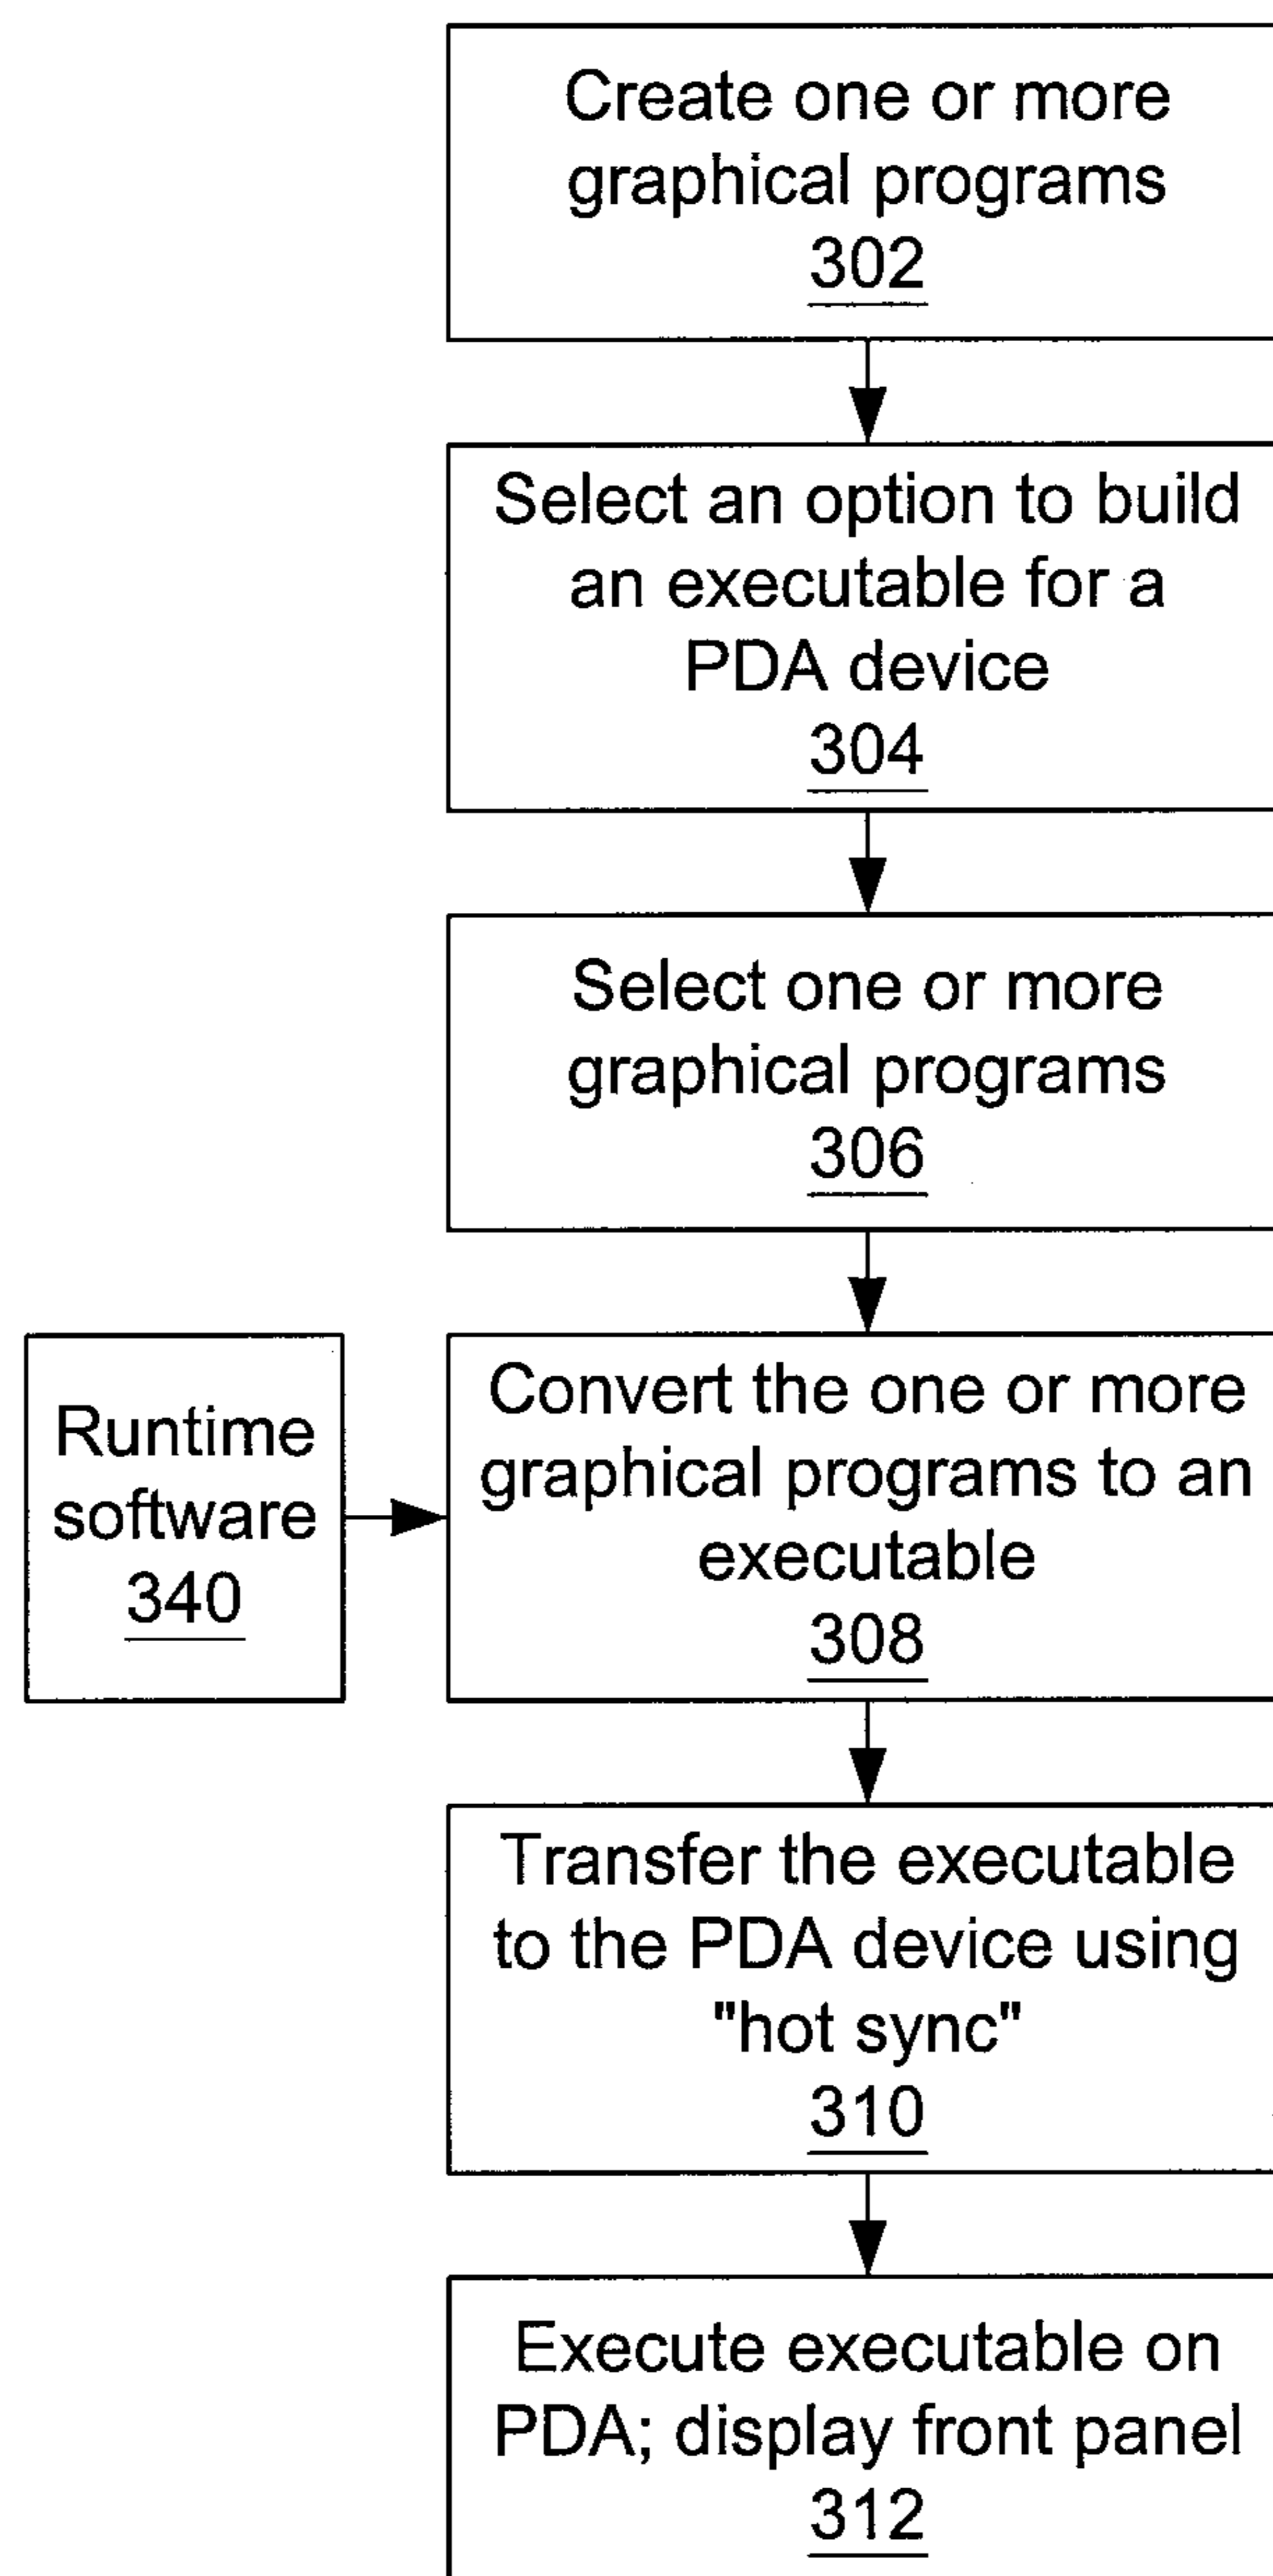 Create one or more
graphical programs
302
Select an option to build
an executable for a
PDA device
304
Select one or more
graphical programs
306
Runtime
software
340
Convert the one or more
graphical programs to an
executable
308
Transfer the executable
to the PDA device using
"hot sync"
310
Execute executable on
PDA; display front panel
312